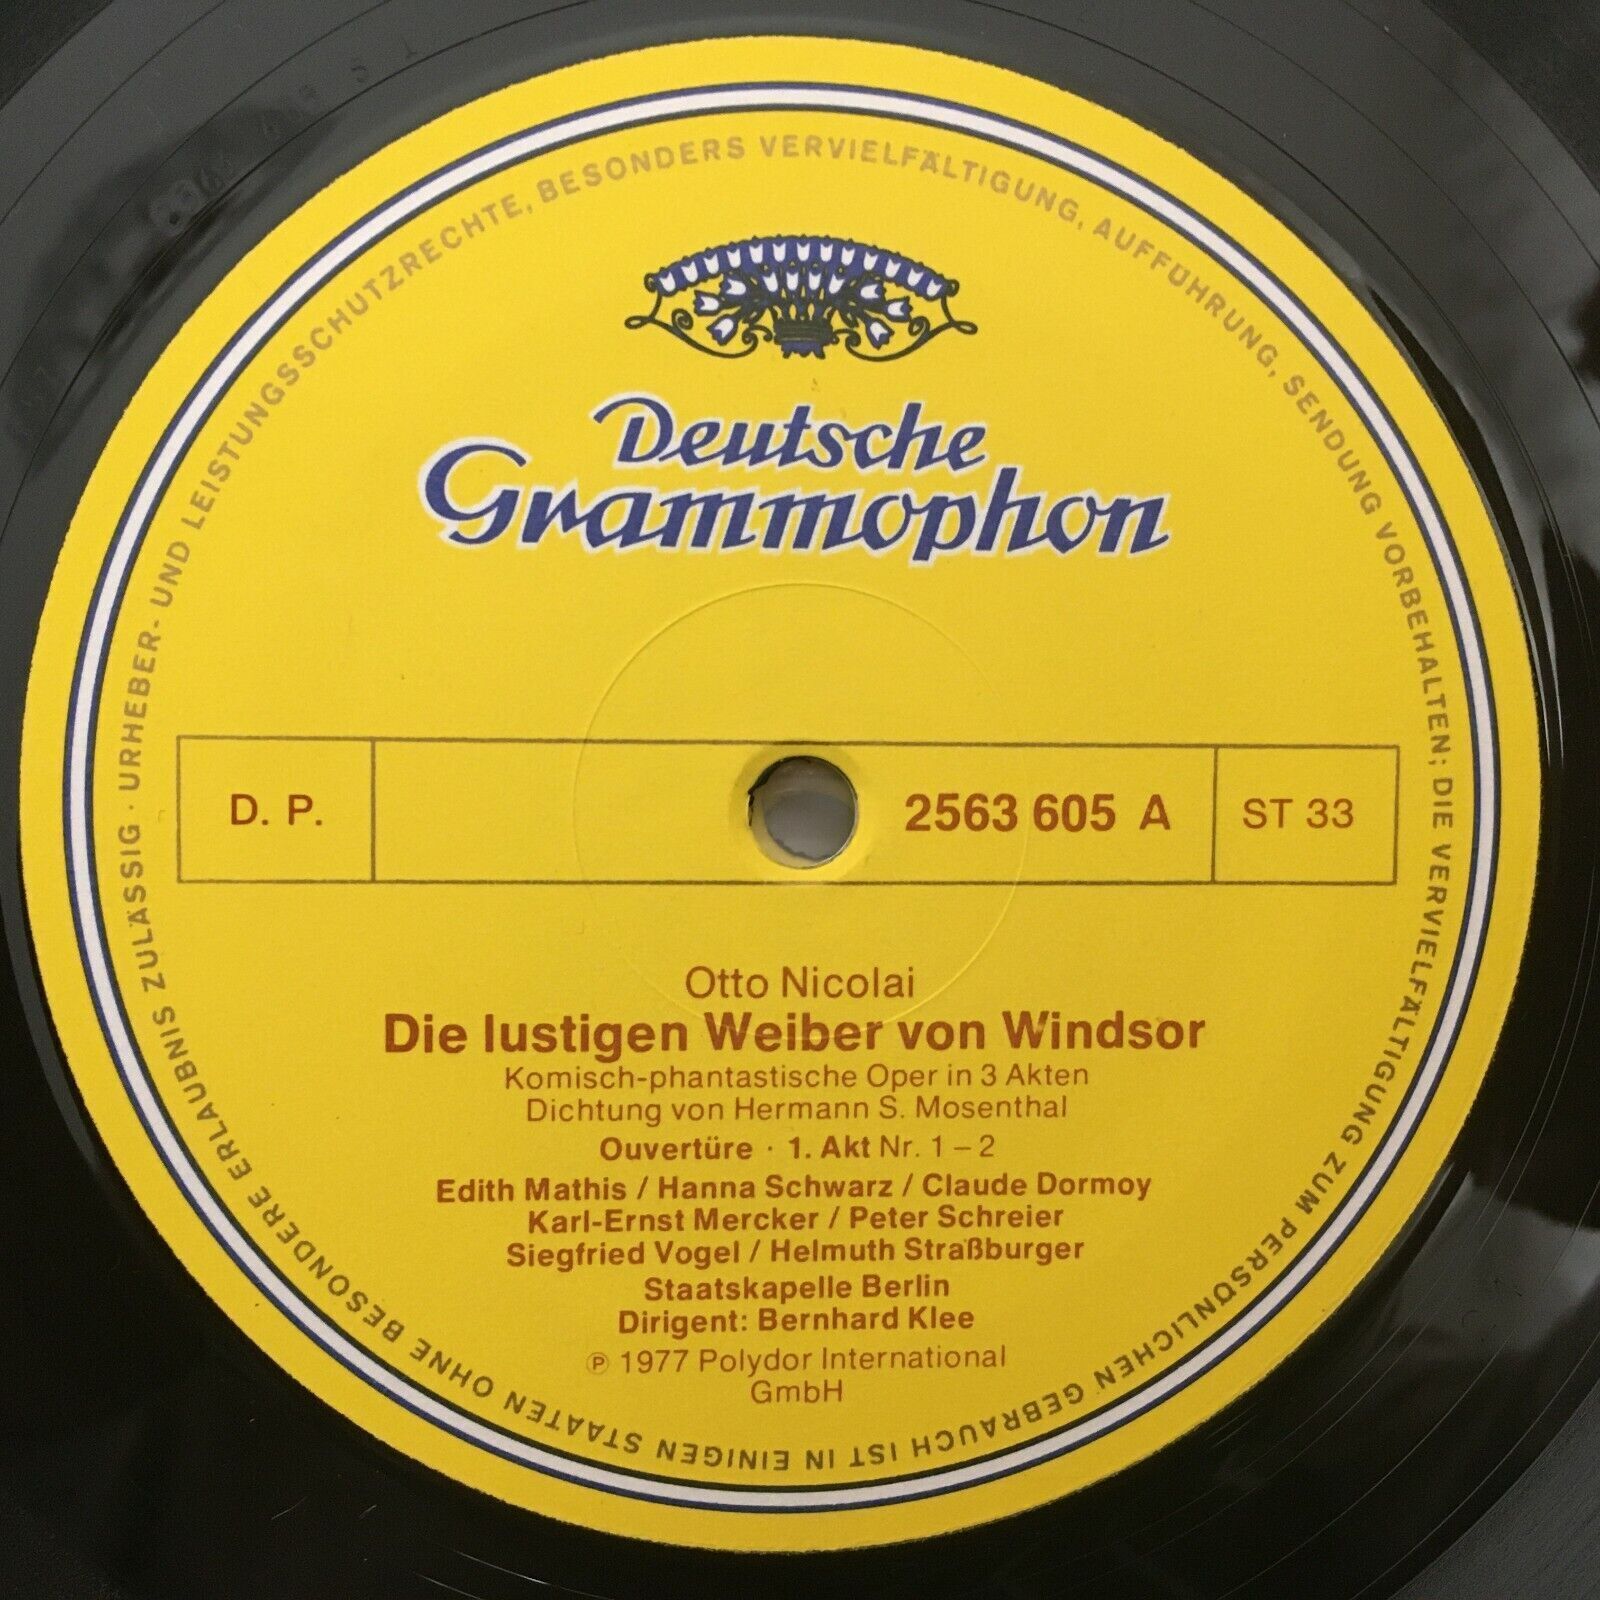 Deutsche
Grammophon
D. P.
2563 605 A
ST 33
Otto Nicolai
Die lustigen Weiber von Windsor
Komisch-phantastische Oper in 3 Akten
Dichtung von Hermann S. Mosenthal
Ouvertüre · 1. Akt Nr. 1 – 2
Edith Mathis / Hanna Schwarz / Claude Dormoy
Karl-Ernst Mercker / Peter Schreier
Siegfried Vogel / Helmuth Straßburger
Staatskapelle Berlin
Dirigent: Bernhard Klee
℗ 1977 Polydor International
GmbH
URHEBER- UND LEISTUNGSSCHUTZRECHTE, BESONDERS VERVIELFÄLTIGUNG, AUFFÜHRUNG, SENDUNG VORBEHALTEN; DIE VERVIELFÄLTIGUNG ZUM PERSÖNLICHEN GEBRAUCH IST IN EINIGEN STAATEN OHNE BESONDERE ERLAUBNIS ZULÄSSIG ·